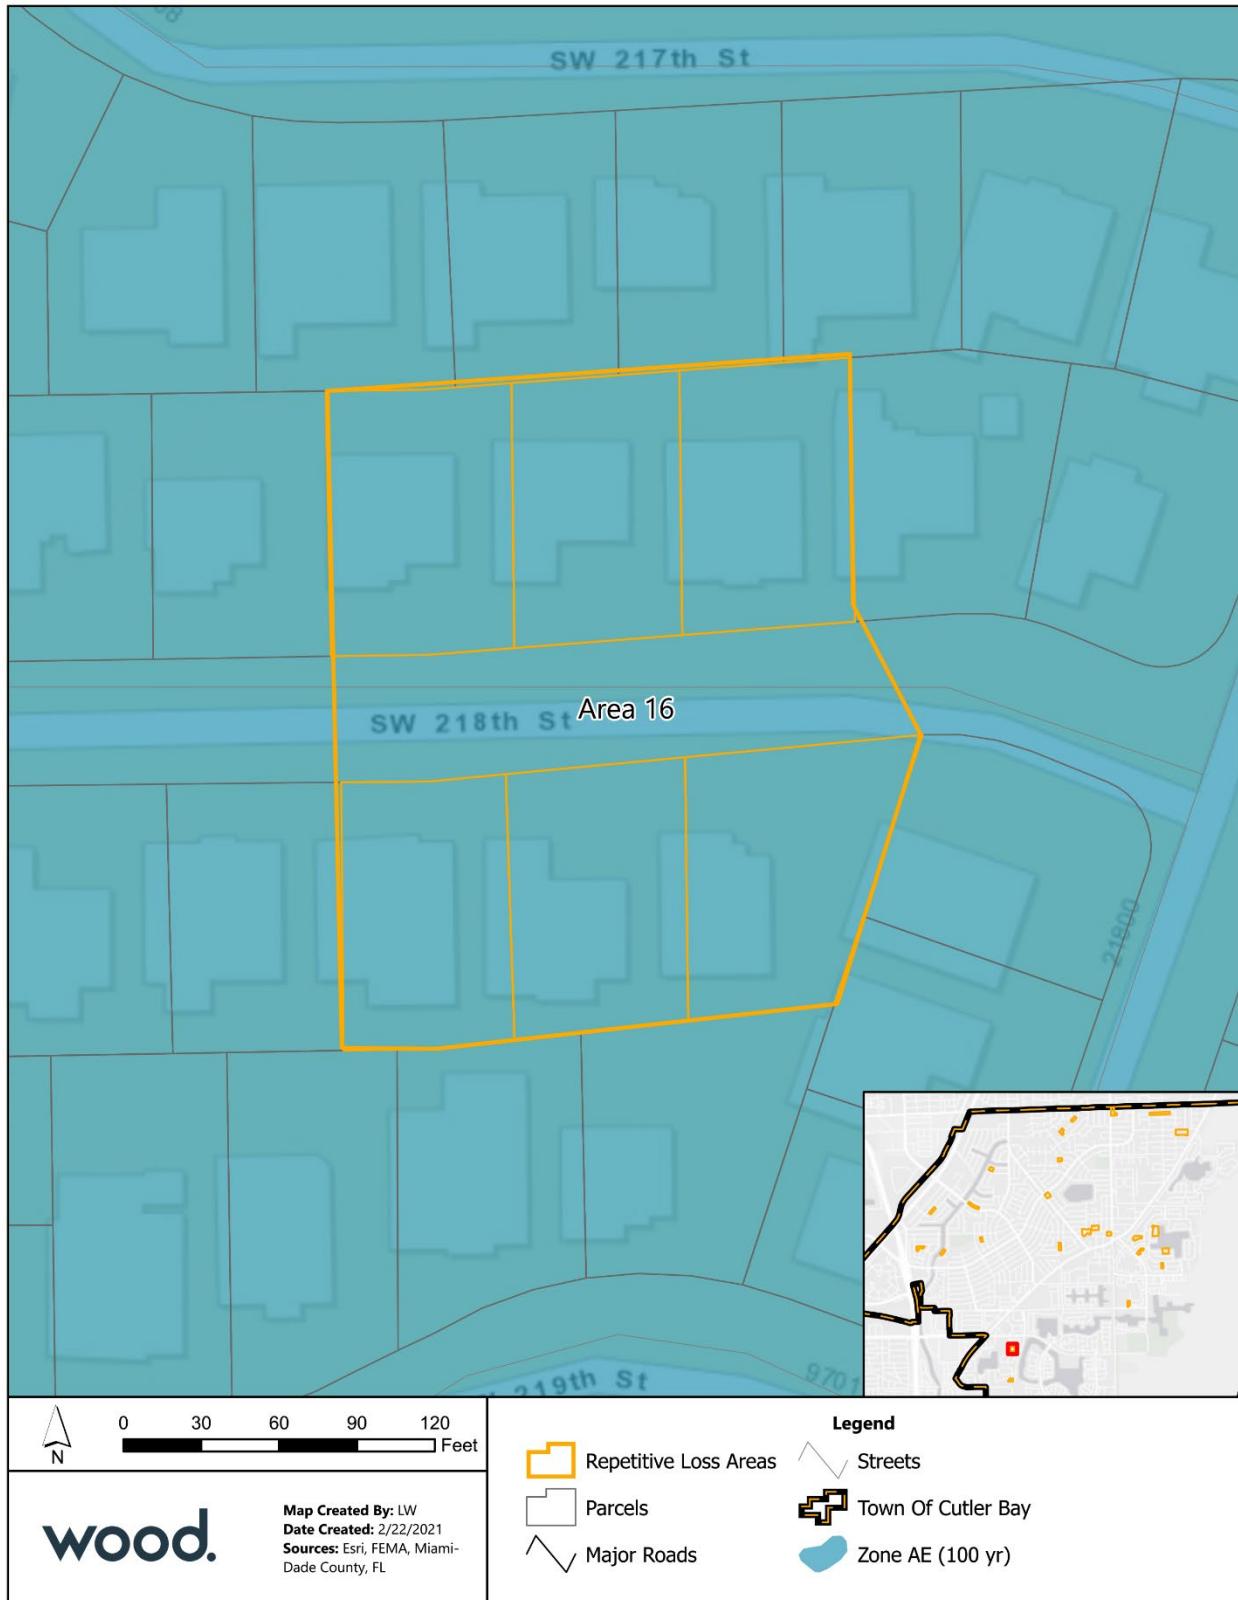 SW 217th St
Area 16
SW 218th St
21800
219th St
9701
0 30 60 90 120
Feet
N
wood.
Map Created By: LW
Date Created: 2/22/2021
Sources: Esri, FEMA, Miami-
Dade County, FL
Legend
Repetitive Loss Areas
Streets
Parcels
Town Of Cutler Bay
Major Roads
Zone AE (100 yr)